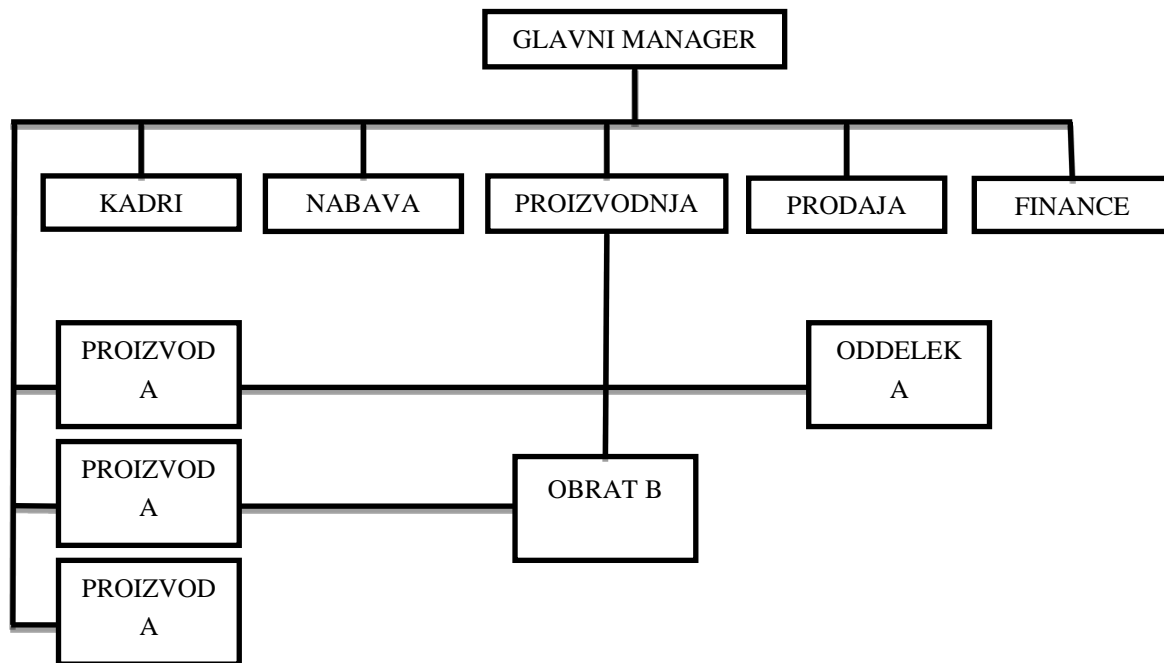 GLAVNI MANAGER
KADRI
NABAVA
PROIZVODNJA
PRODAJA
FINANCE
PROIZVOD
A
ODDELEK
A
PROIZVOD
A
OBRAT B
PROIZVOD
A